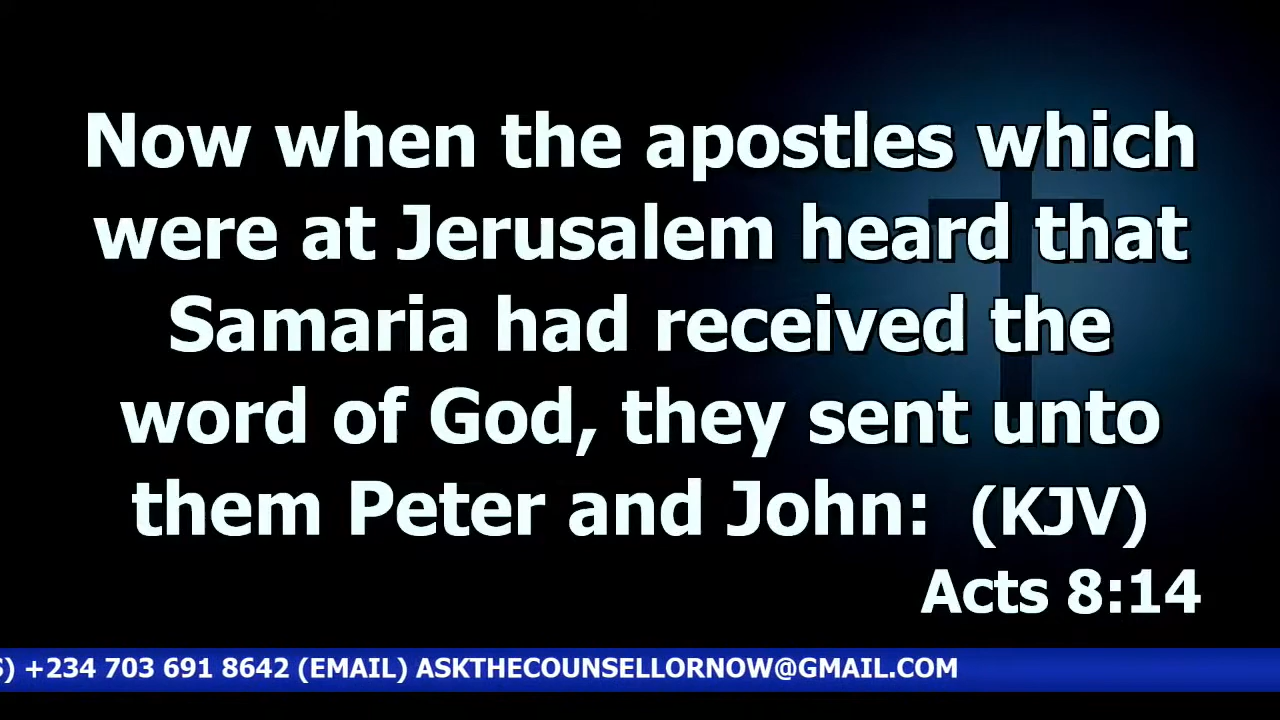 Now when the apostles which
were at Jerusalem heard that
Samaria had received the
word of God, they sent unto
them Peter and John: (KJV)
Acts 8:14
S) +234 703 691 8642 (EMAIL) ASKTHECOUNSELLORNOW@GMAIL.COM